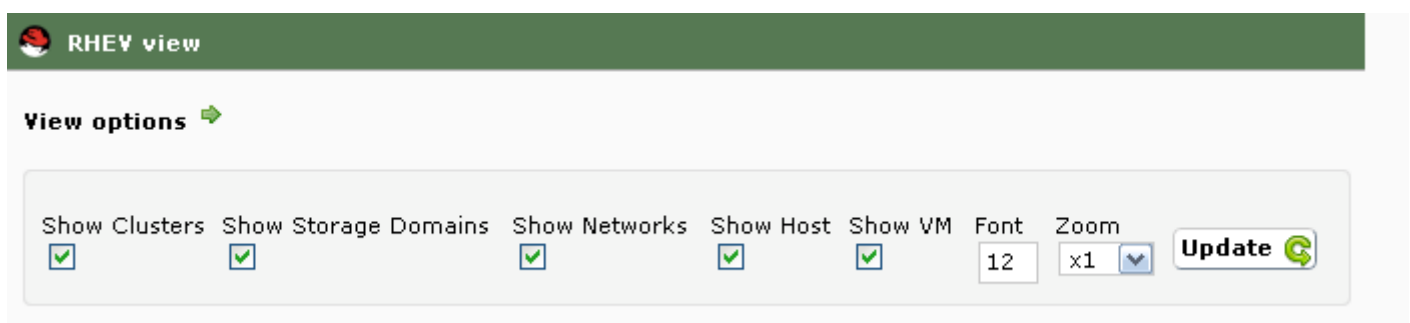 RHEV view
View options
Show Clusters Show Storage Domains Show Networks Show Host Show VM Font Zoom
12 x1 Update